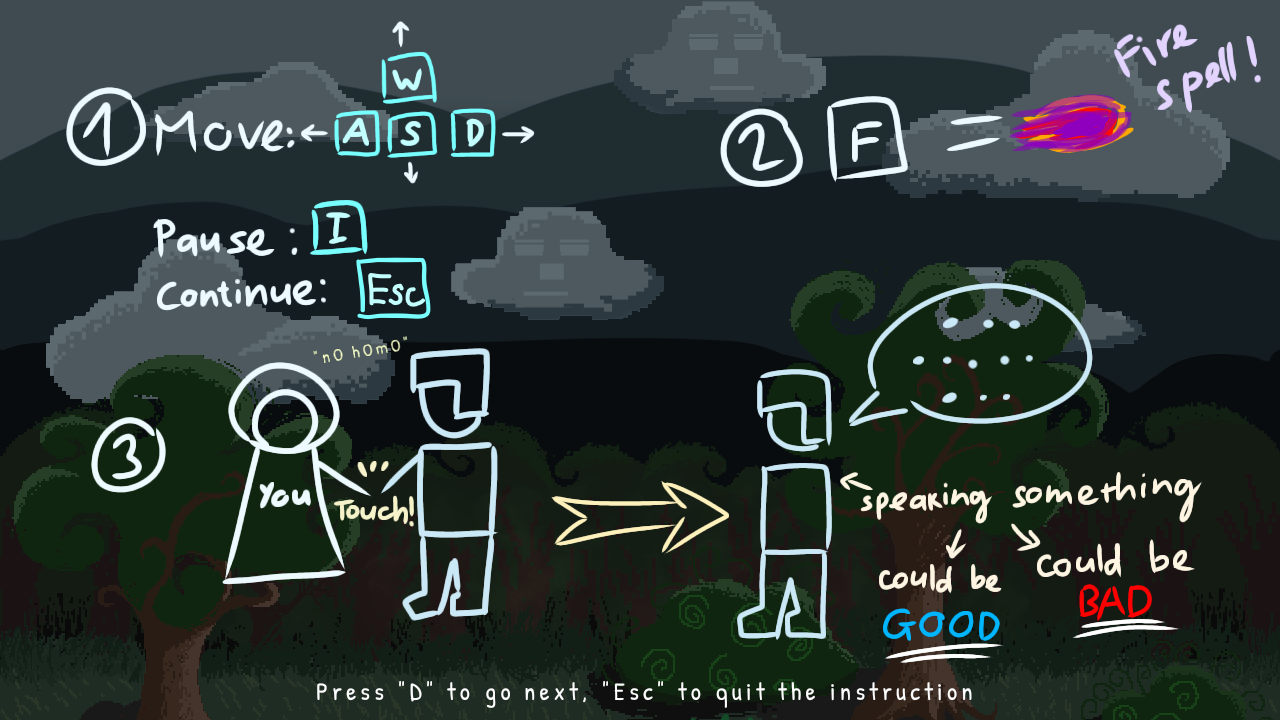 1 Move: W
A S D
Pause : I
Continue: Esc
2 F =
Fire
spell!
"nO hOmO"
3
You
Touch!
speaking something
could be
GOOD
could be
BAD
Press "D" to go next, "Esc" to quit the instruction